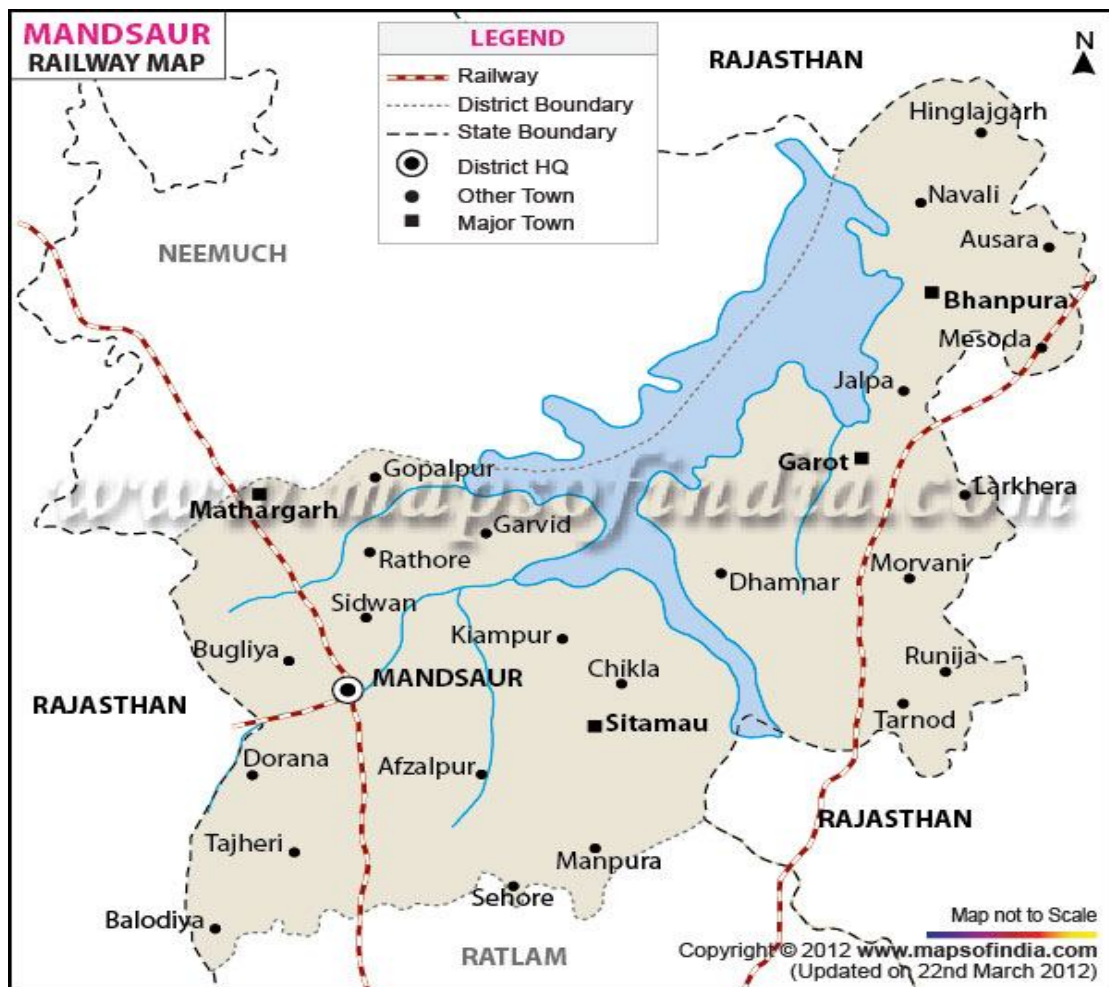 MANDSAUR
RAILWAY MAP
LEGEND
Railway
District Boundary
State Boundary
District HQ
Other Town
Major Town
RAJASTHAN
N
Hinglajgarh
Navali
NEEMUCH
Ausara
Bhanpura
Mesoda
Jalpa
Gopalpur
Garot
Mathargarh
Larkhera
www.mapsofindia.com
Garvid
Rathore
Dhamnar
Morvani
Sidwan
Kiampur
Bugliya
Chikla
Runija
MANDSAUR
RAJASTHAN
Sitamau
Tarnod
Dorana
Afzalpur
RAJASTHAN
Tajheri
Manpura
Sehore
Balodiya
RATLAM
Map not to Scale
Copyright © 2012 www.mapsofindia.com
(Updated on 22nd March 2012)